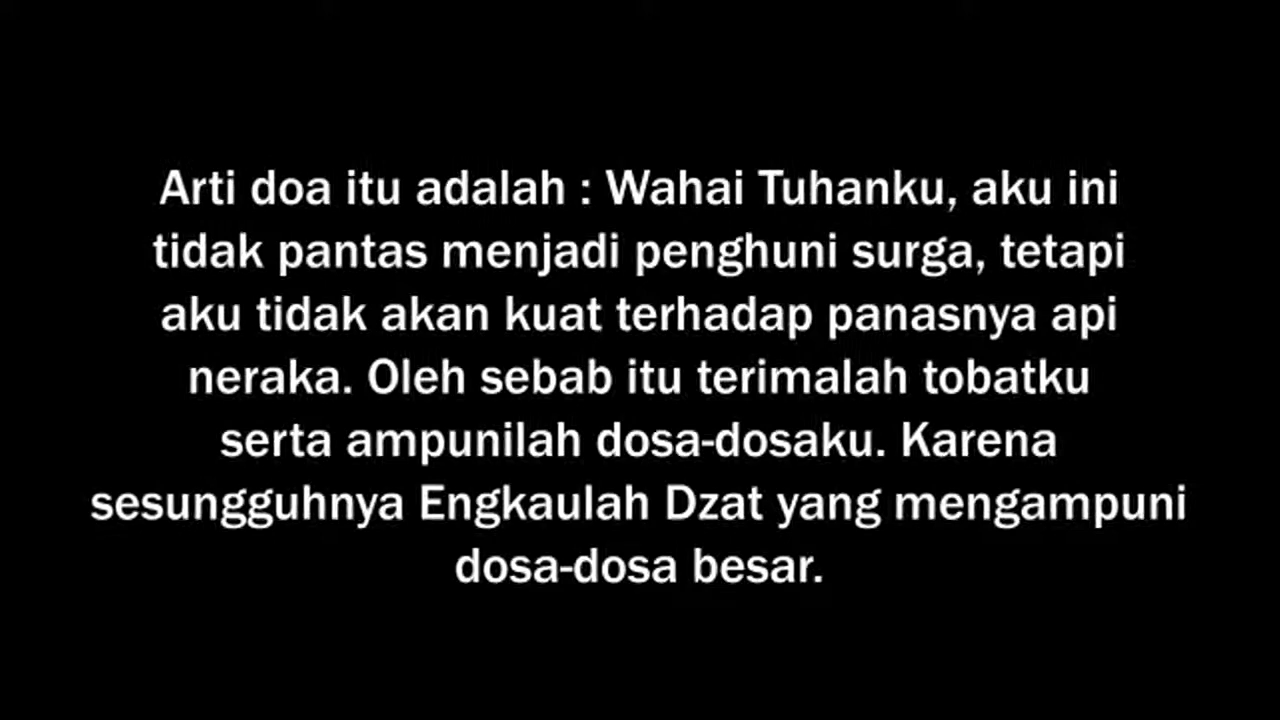 Arti doa itu adalah : Wahai Tuhanku, aku ini
tidak pantas menjadi penghuni surga, tetapi
aku tidak akan kuat terhadap panasnya api
neraka. Oleh sebab itu terimalah tobatku
serta ampunilah dosa-dosaku. Karena
sesungguhnya Engkaulah Dzat yang mengampuni
dosa-dosa besar.